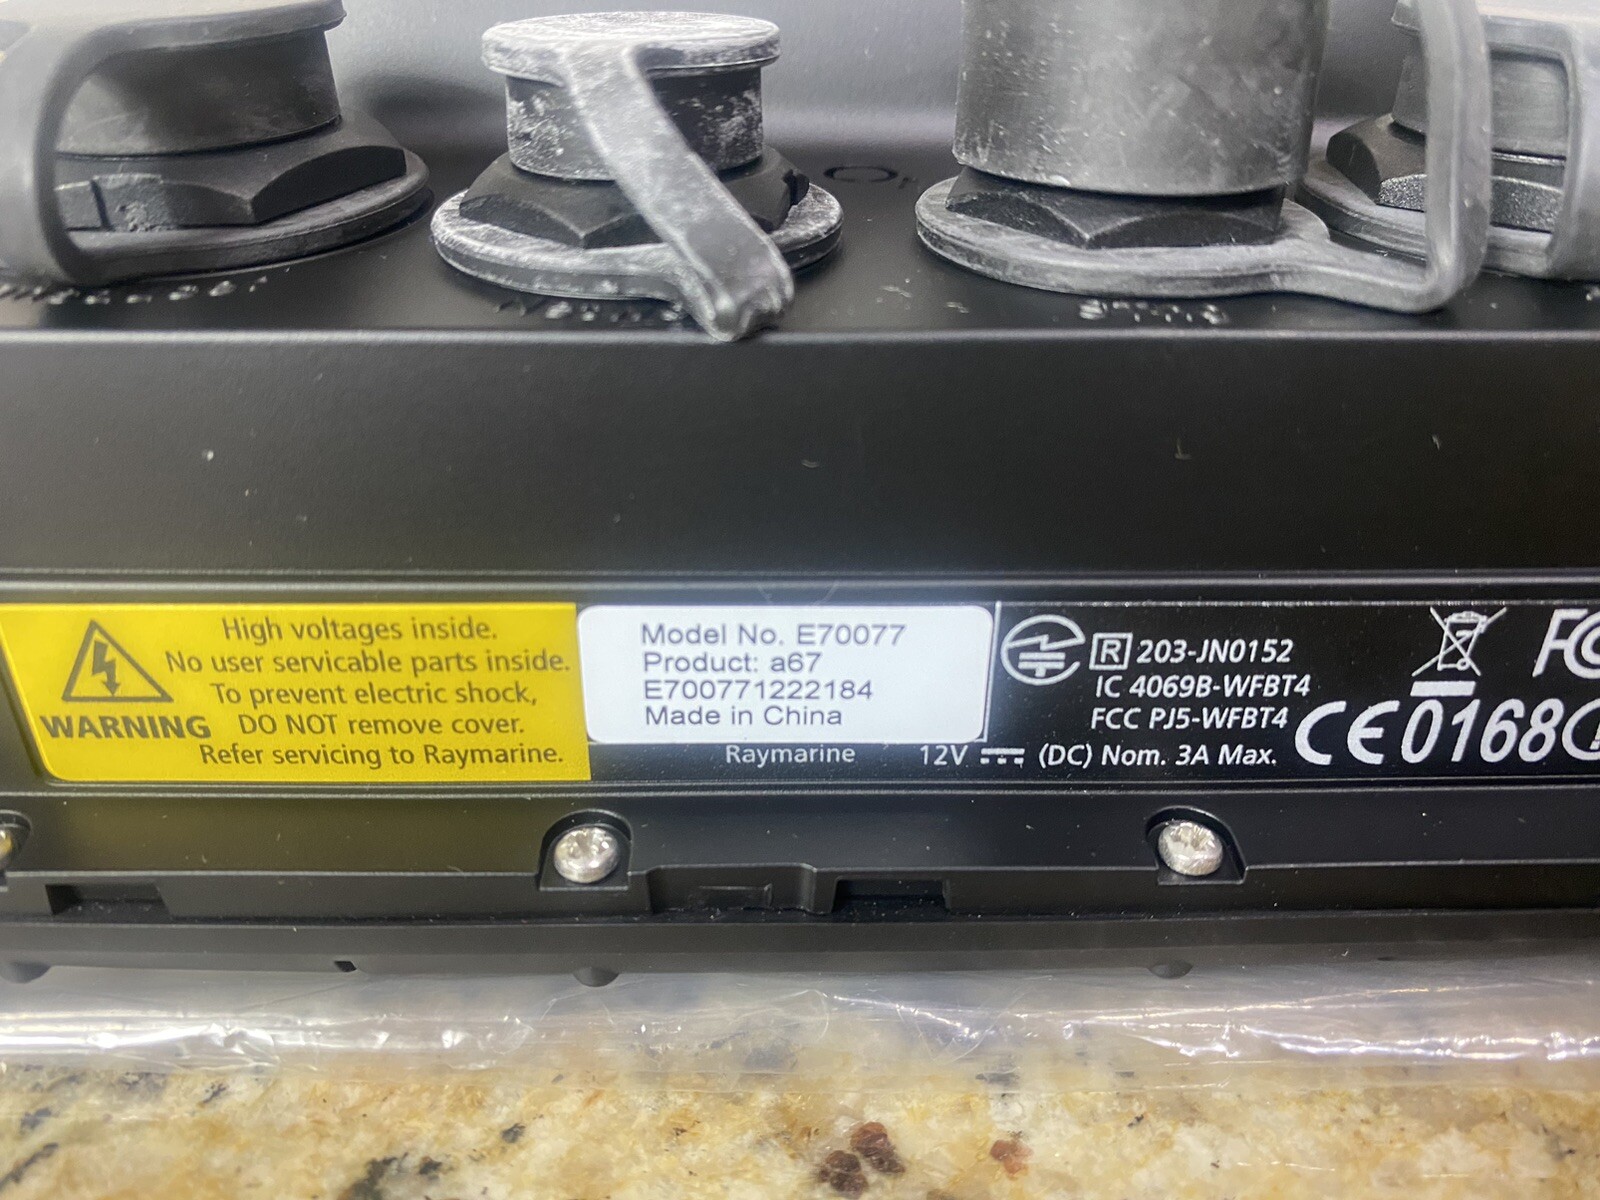 High voltages inside.
No user servicable parts inside.
To prevent electric shock,
DO NOT remove cover.
Refer servicing to Raymarine.
WARNING
Model No. E70077
Product: a67
E700771222184
Made in China
Raymarine
R 203-JN0152
IC 4069B-WFBT4
FCC PJ5-WFBT4
12V (DC) Nom. 3A Max.
FC
CE0168